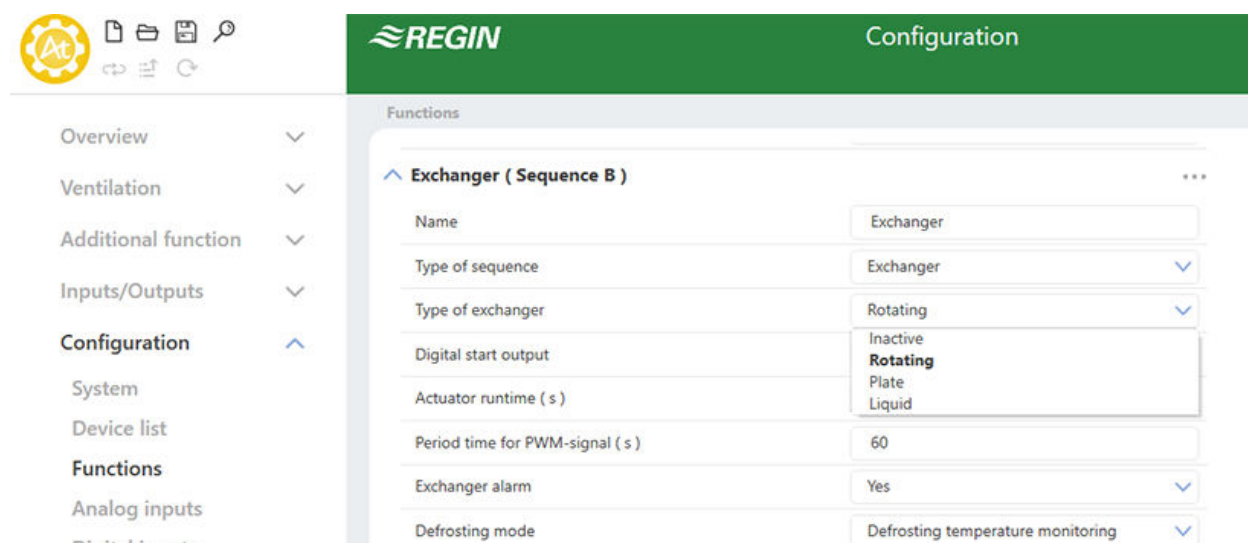 At
REGIN
Configuration
Overview
Ventilation
Additional function
Inputs/Outputs
Configuration
System
Device list
Functions
Analog inputs
Functions
Exchanger ( Sequence B )
Name Exchanger
Type of sequence Exchanger
Type of exchanger Rotating
Inactive
Rotating
Plate
Liquid
Digital start output
Actuator runtime ( s )
Period time for PWM-signal ( s ) 60
Exchanger alarm Yes
Defrosting mode Defrosting temperature monitoring